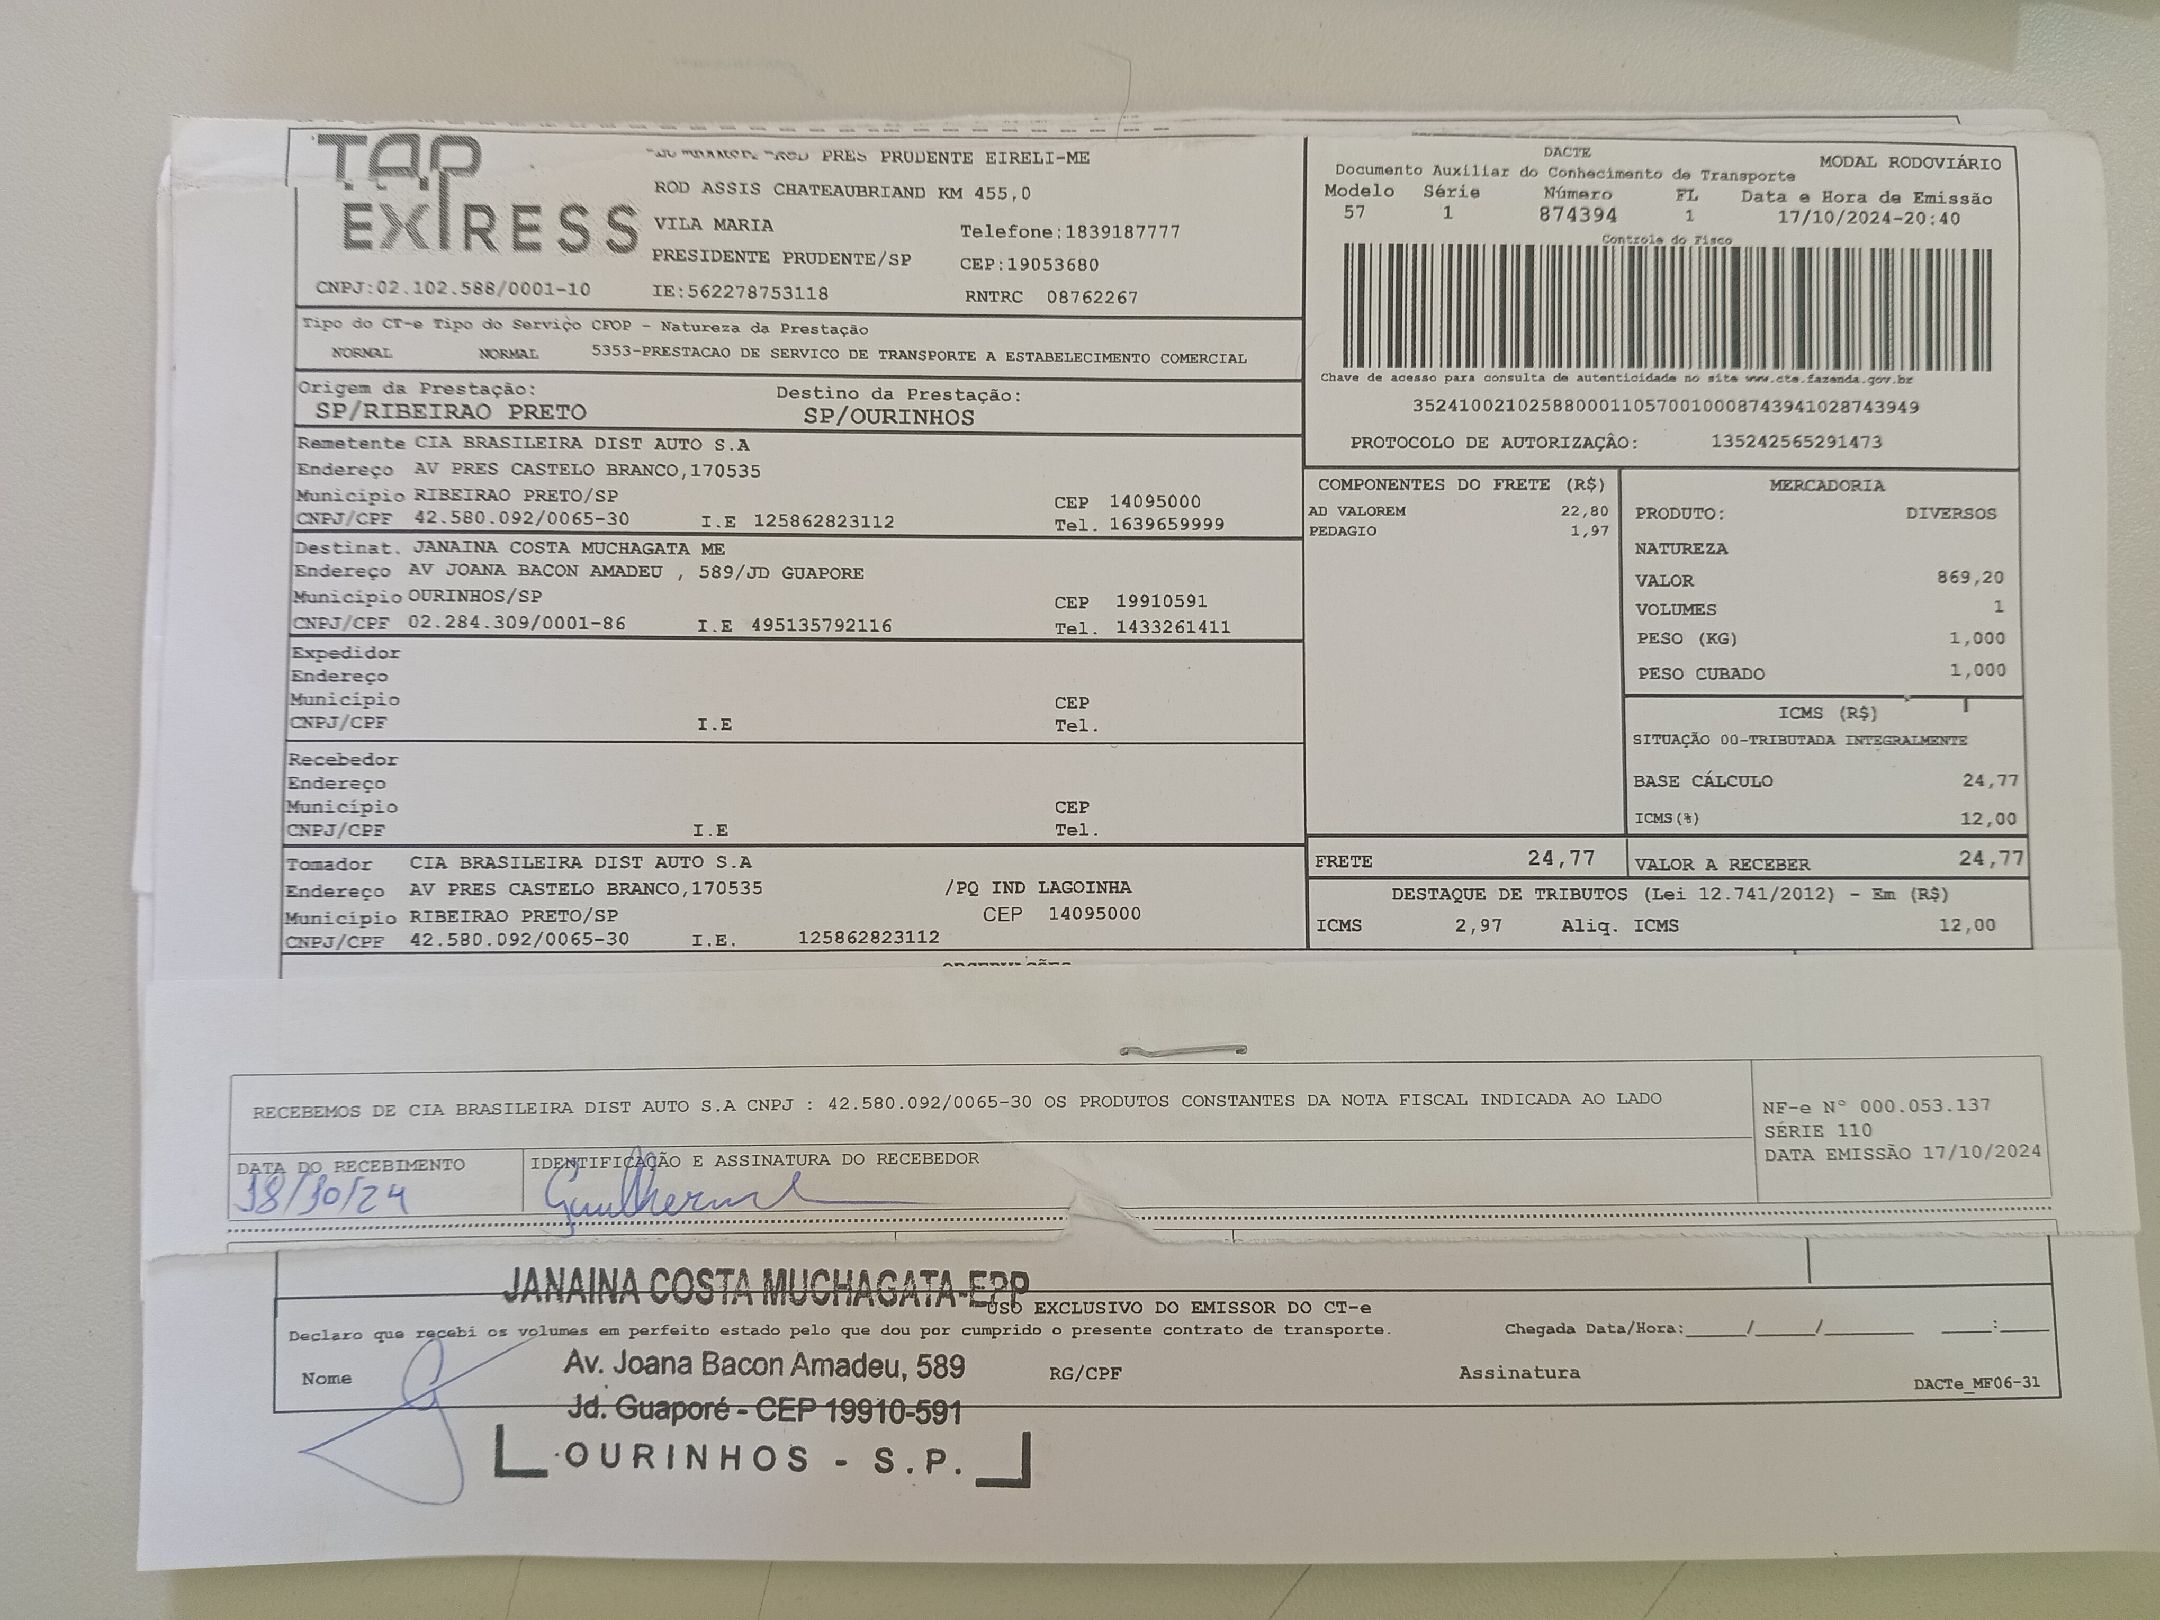 TAP
EXPRESS
PRES PRUDENTE EIRELI-ME
ROD ASSIS CHATEAUBRIAND KM 455,0
VILA MARIA Telefone:1839187777
PRESIDENTE PRUDENTE/SP CEP:19053680
CNPJ:02.102.588/0001-10 IE:562278753118 RNTRC 08762267
DACTE MODAL RODOVIÁRIO
Documento Auxiliar do Conhecimento de Transporte
Modelo Série Número FL Data e Hora de Emissão
57 1 874394 1 17/10/2024-20:40
Controle do Fisco
Chave de acesso para consulta de autenticidade no site www.cte.fazenda.gov.br
35241002102588000110570010008743941028743949
PROTOCOLO DE AUTORIZAÇÂO: 135242565291473
Tipo do CT-e Tipo do Serviço CFOP - Natureza da Prestação
NORMAL NORMAL 5353-PRESTACAO DE SERVICO DE TRANSPORTE A ESTABELECIMENTO COMERCIAL
Origem da Prestação: Destino da Prestação:
SP/RIBEIRAO PRETO SP/OURINHOS
Remetente CIA BRASILEIRA DIST AUTO S.A
Endereço AV PRES CASTELO BRANCO,170535
Município RIBEIRAO PRETO/SP CEP 14095000
CNPJ/CPF 42.580.092/0065-30 I.E 125862823112 Tel. 1639659999
Destinat. JANAINA COSTA MUCHAGATA ME
Endereço AV JOANA BACON AMADEU , 589/JD GUAPORE
Município OURINHOS/SP CEP 19910591
CNPJ/CPF 02.284.309/0001-86 I.E 495135792116 Tel. 1433261411
Expedidor
Endereço
Município CEP
CNPJ/CPF I.E Tel.
Recebedor
Endereço
Município CEP
CNPJ/CPF I.E Tel.
Tomador CIA BRASILEIRA DIST AUTO S.A
Endereço AV PRES CASTELO BRANCO,170535 /PQ IND LAGOINHA
Município RIBEIRAO PRETO/SP CEP 14095000
CNPJ/CPF 42.580.092/0065-30 I.E. 125862823112
COMPONENTES DO FRETE (R$)
AD VALOREM 22,80
PEDAGIO 1,97
MERCADORIA
PRODUTO: DIVERSOS
NATUREZA
VALOR 869,20
VOLUMES 1
PESO (KG) 1,000
PESO CUBADO 1,000
ICMS (R$)
SITUAÇÃO 00-TRIBUTADA INTEGRALMENTE
BASE CÁLCULO 24,77
ICMS(%) 12,00
FRETE 24,77 VALOR A RECEBER 24,77
DESTAQUE DE TRIBUTOS (Lei 12.741/2012) - Em (R$)
ICMS 2,97 Aliq. ICMS 12,00
RECEBEMOS DE CIA BRASILEIRA DIST AUTO S.A CNPJ : 42.580.092/0065-30 OS PRODUTOS CONSTANTES DA NOTA FISCAL INDICADA AO LADO
NF-e N° 000.053.137
SÉRIE 110
DATA EMISSÃO 17/10/2024
DATA DO RECEBIMENTO IDENTIFICAÇÃO E ASSINATURA DO RECEBEDOR
18/10/24 Guilherme
JANAINA COSTA MUCHAGATA-EPP
USO EXCLUSIVO DO EMISSOR DO CT-e
Declaro que recebi os volumes em perfeito estado pelo que dou por cumprido o presente contrato de transporte. Chegada Data/Hora:_____/_____/_______ ____:____
Av. Joana Bacon Amadeu, 589
Nome RG/CPF Assinatura DACTe_MF06-31
Jd. Guaporé - CEP 19910-591
OURINHOS - S.P.